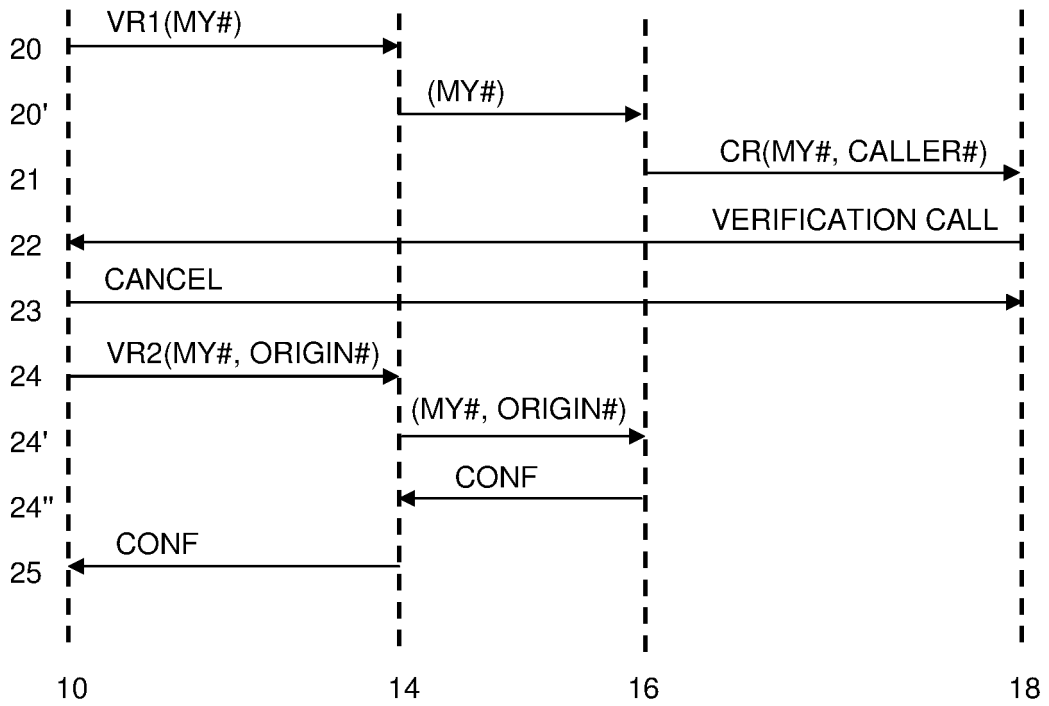 VR1(MY#)
20
(MY#)
20'
CR(MY#, CALLER#)
21
VERIFICATION CALL
22
CANCEL
23
VR2(MY#, ORIGIN#)
24
(MY#, ORIGIN#)
24'
CONF
24"
CONF
25
10 14 16 18